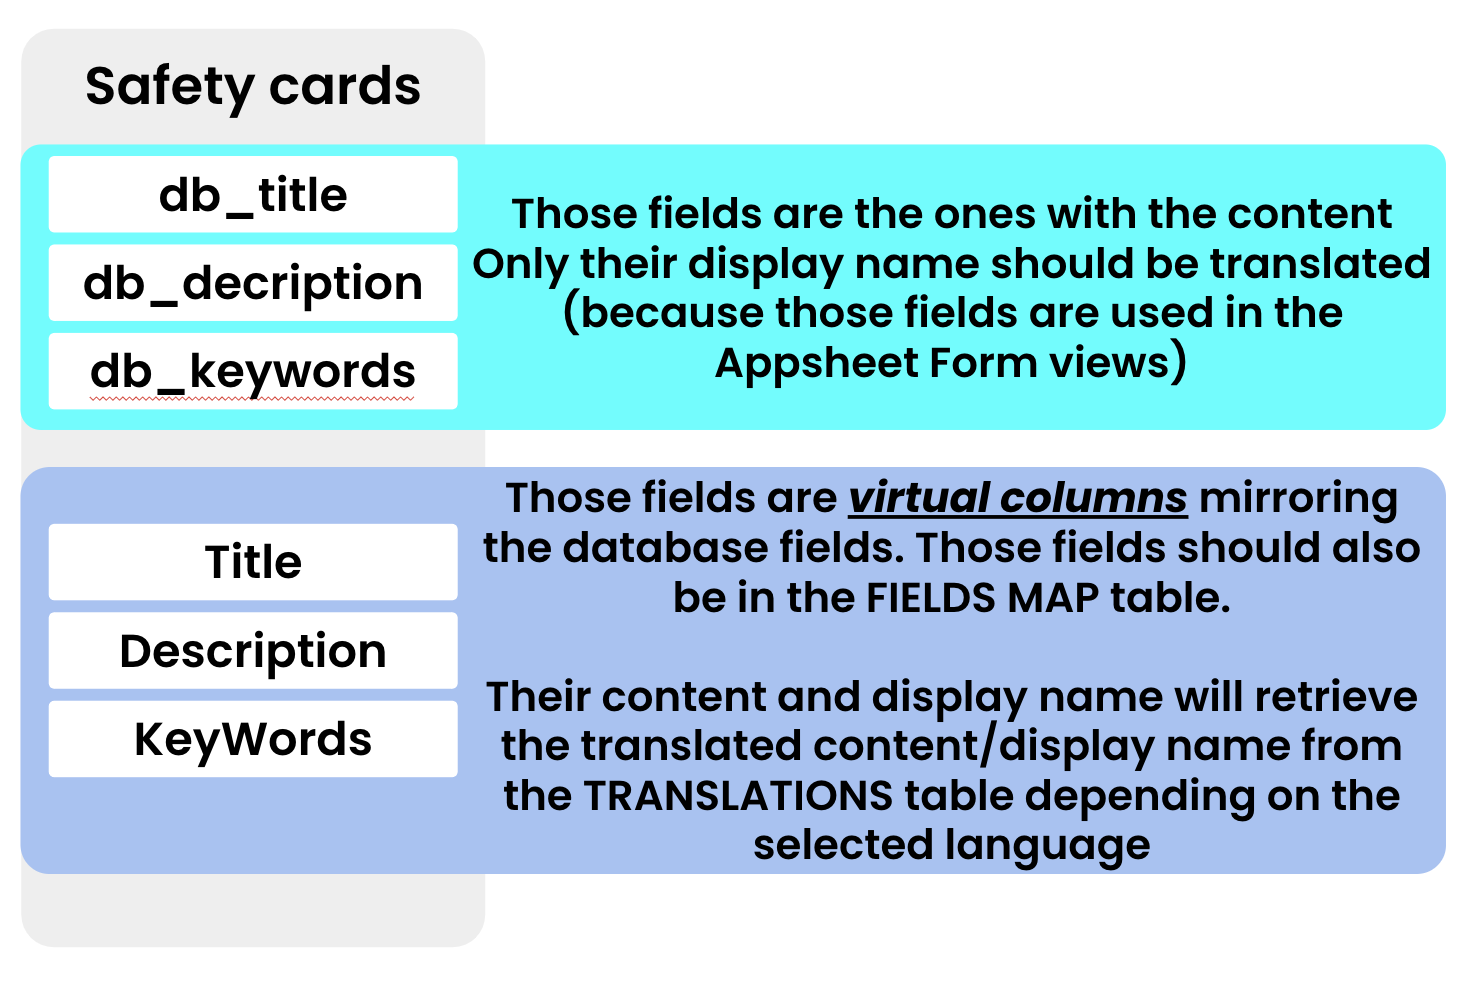 Safety cards
db_title
db_decription
db_keywords
Those fields are the ones with the content
Only their display name should be translated
(because those fields are used in the
Appsheet Form views)
Title
Description
KeyWords
Those fields are virtual columns mirroring
the database fields. Those fields should also
be in the FIELDS MAP table.
Their content and display name will retrieve
the translated content/display name from
the TRANSLATIONS table depending on the
selected language